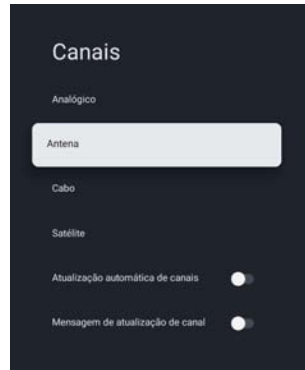 Canais
Analógico
Antena
Cabo
Satélite
Atualização automática de canais
Mensagem de atualização de canal